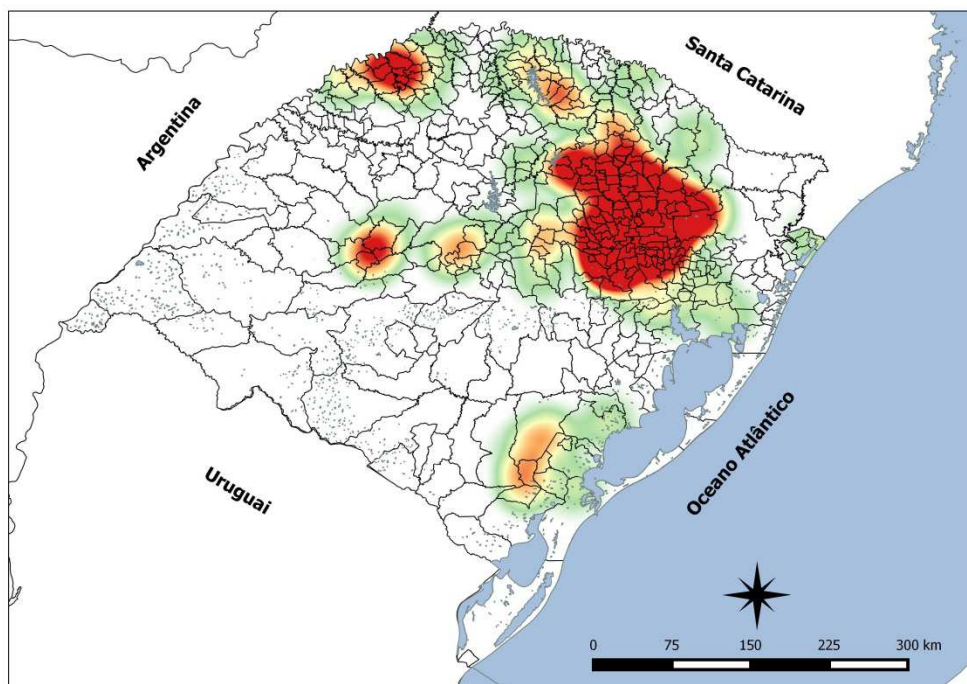 Santa Catarina
Argentina
Uruguai
Oceano Atlântico
0 75 150 225 300 km